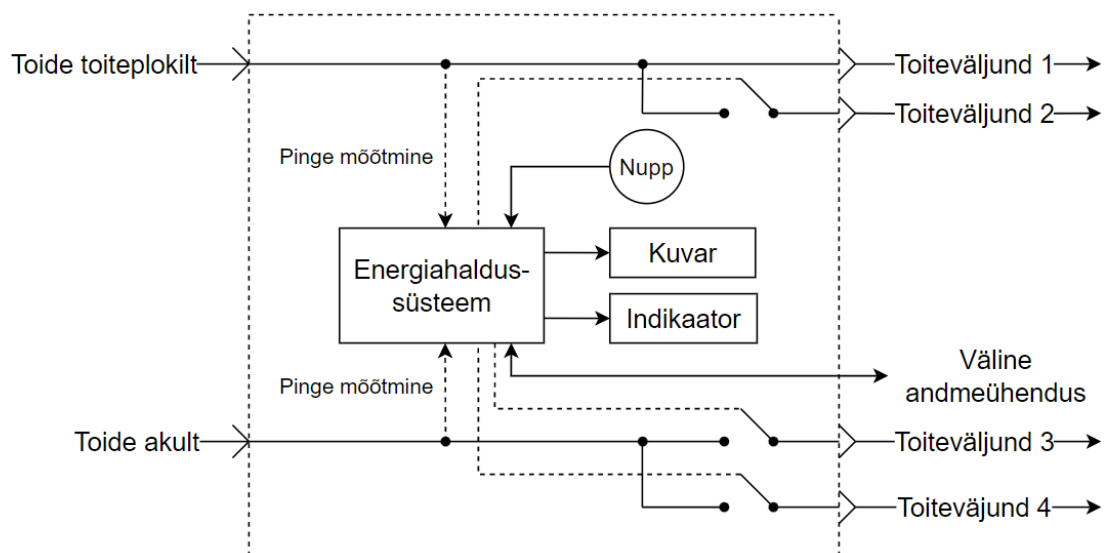 Toide toiteplokilt
Toiteväljund 1
Toiteväljund 2
Pinge mõõtmine
Nupp
Energiahaldus-
süsteem
Kuvar
Indikaator
Pinge mõõtmine
Väline
andmeühendus
Toide akult
Toiteväljund 3
Toiteväjund 4